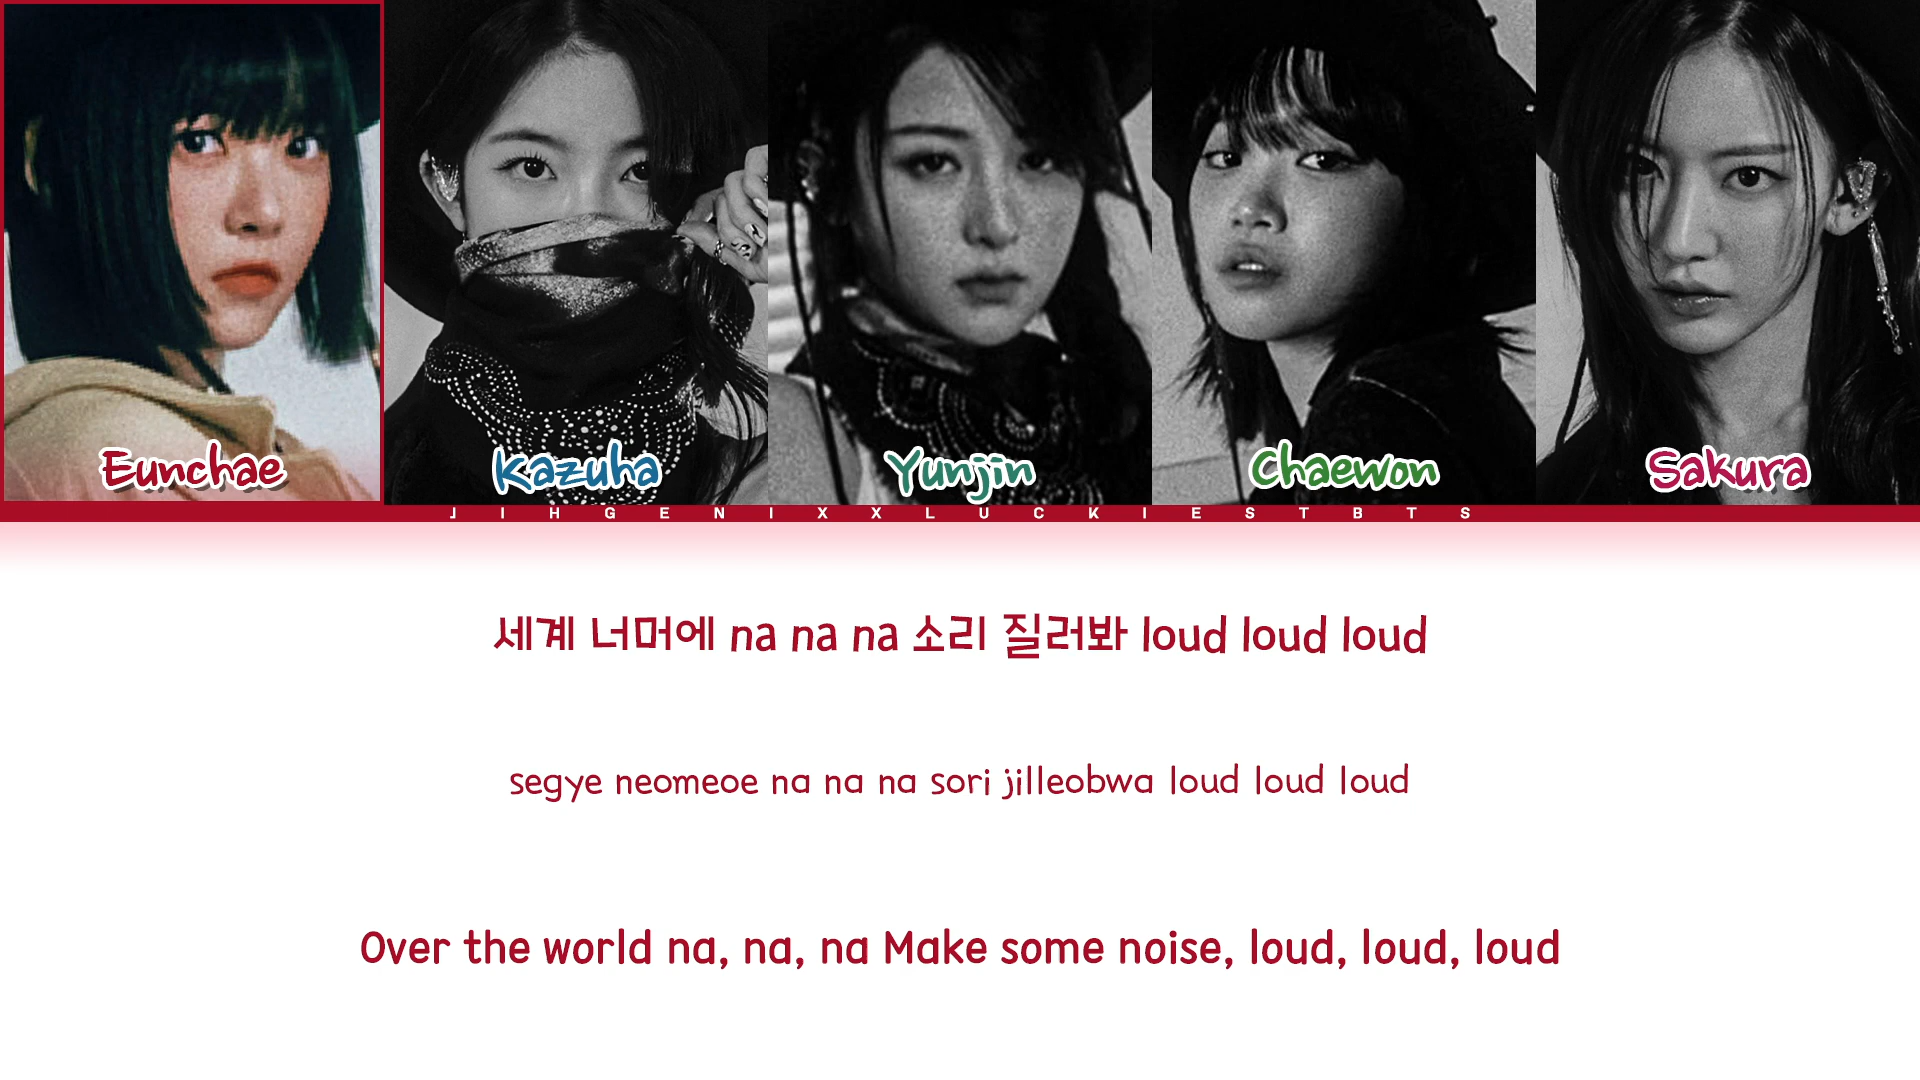 Eunchae Kazuha Yunjin Chaewon Sakura
JIHGENIXXLUCKIESTBTS
세계 너머에 na na na 소리 질러봐 loud loud loud
segye neomeoe na na na sori jilleobwa loud loud loud
Over the world na, na, na Make some noise, loud, loud, loud